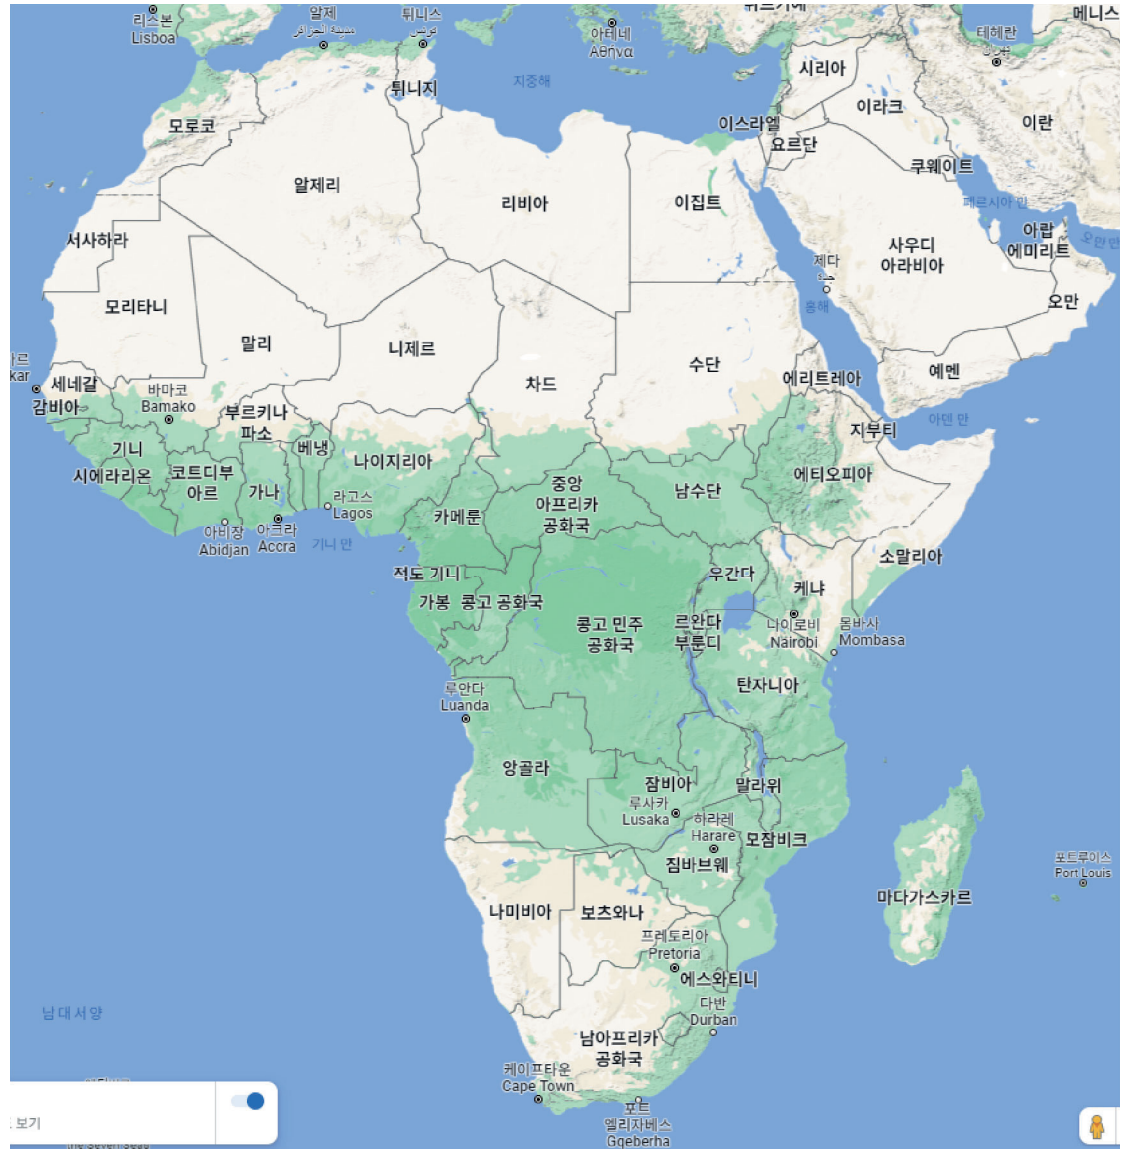 알제
مدينة الجزائر
튀니스
تونس
리스본
Lisboa
아테네
Αθήνα
테헤란
تهران
메니스
시리아
지중해
튀니지
이라크
모로코
이스라엘
이란
요르단
쿠웨이트
알제리
리비아
이집트
페르시아 만
서사하라
아랍
에미리트
오만 만
사우디
아라비아
제다
جدة
모리타니
홍해
오만
말리
니제르
수단
차드
예멘
에리트레아
세네갈
바마코
Bamako
감비아
부르키나
파소
아덴 만
지부티
기니
베냉
나이지리아
시에라리온
코트디부
아르
가나
에티오피아
중앙
아프리카
공화국
남수단
라고스
Lagos
카메룬
아비장
Abidjan
아크라
Accra
기니 만
소말리아
적도 기니
우간다
케냐
가봉
콩고 공화국
콩고 민주
공화국
르완다
부룬디
나이로비
Nairobi
몸바사
Mombasa
탄자니아
루안다
Luanda
앙골라
잠비아
말라위
루사카
Lusaka
하라레
Harare
모잠비크
짐바브웨
포트루이스
Port Louis
마다가스카르
나미비아
보츠와나
프레토리아
Pretoria
에스와티니
다반
Durban
남대서양
남아프리카
공화국
케이프타운
Cape Town
포트
엘리자베스
Gqeberha
보기